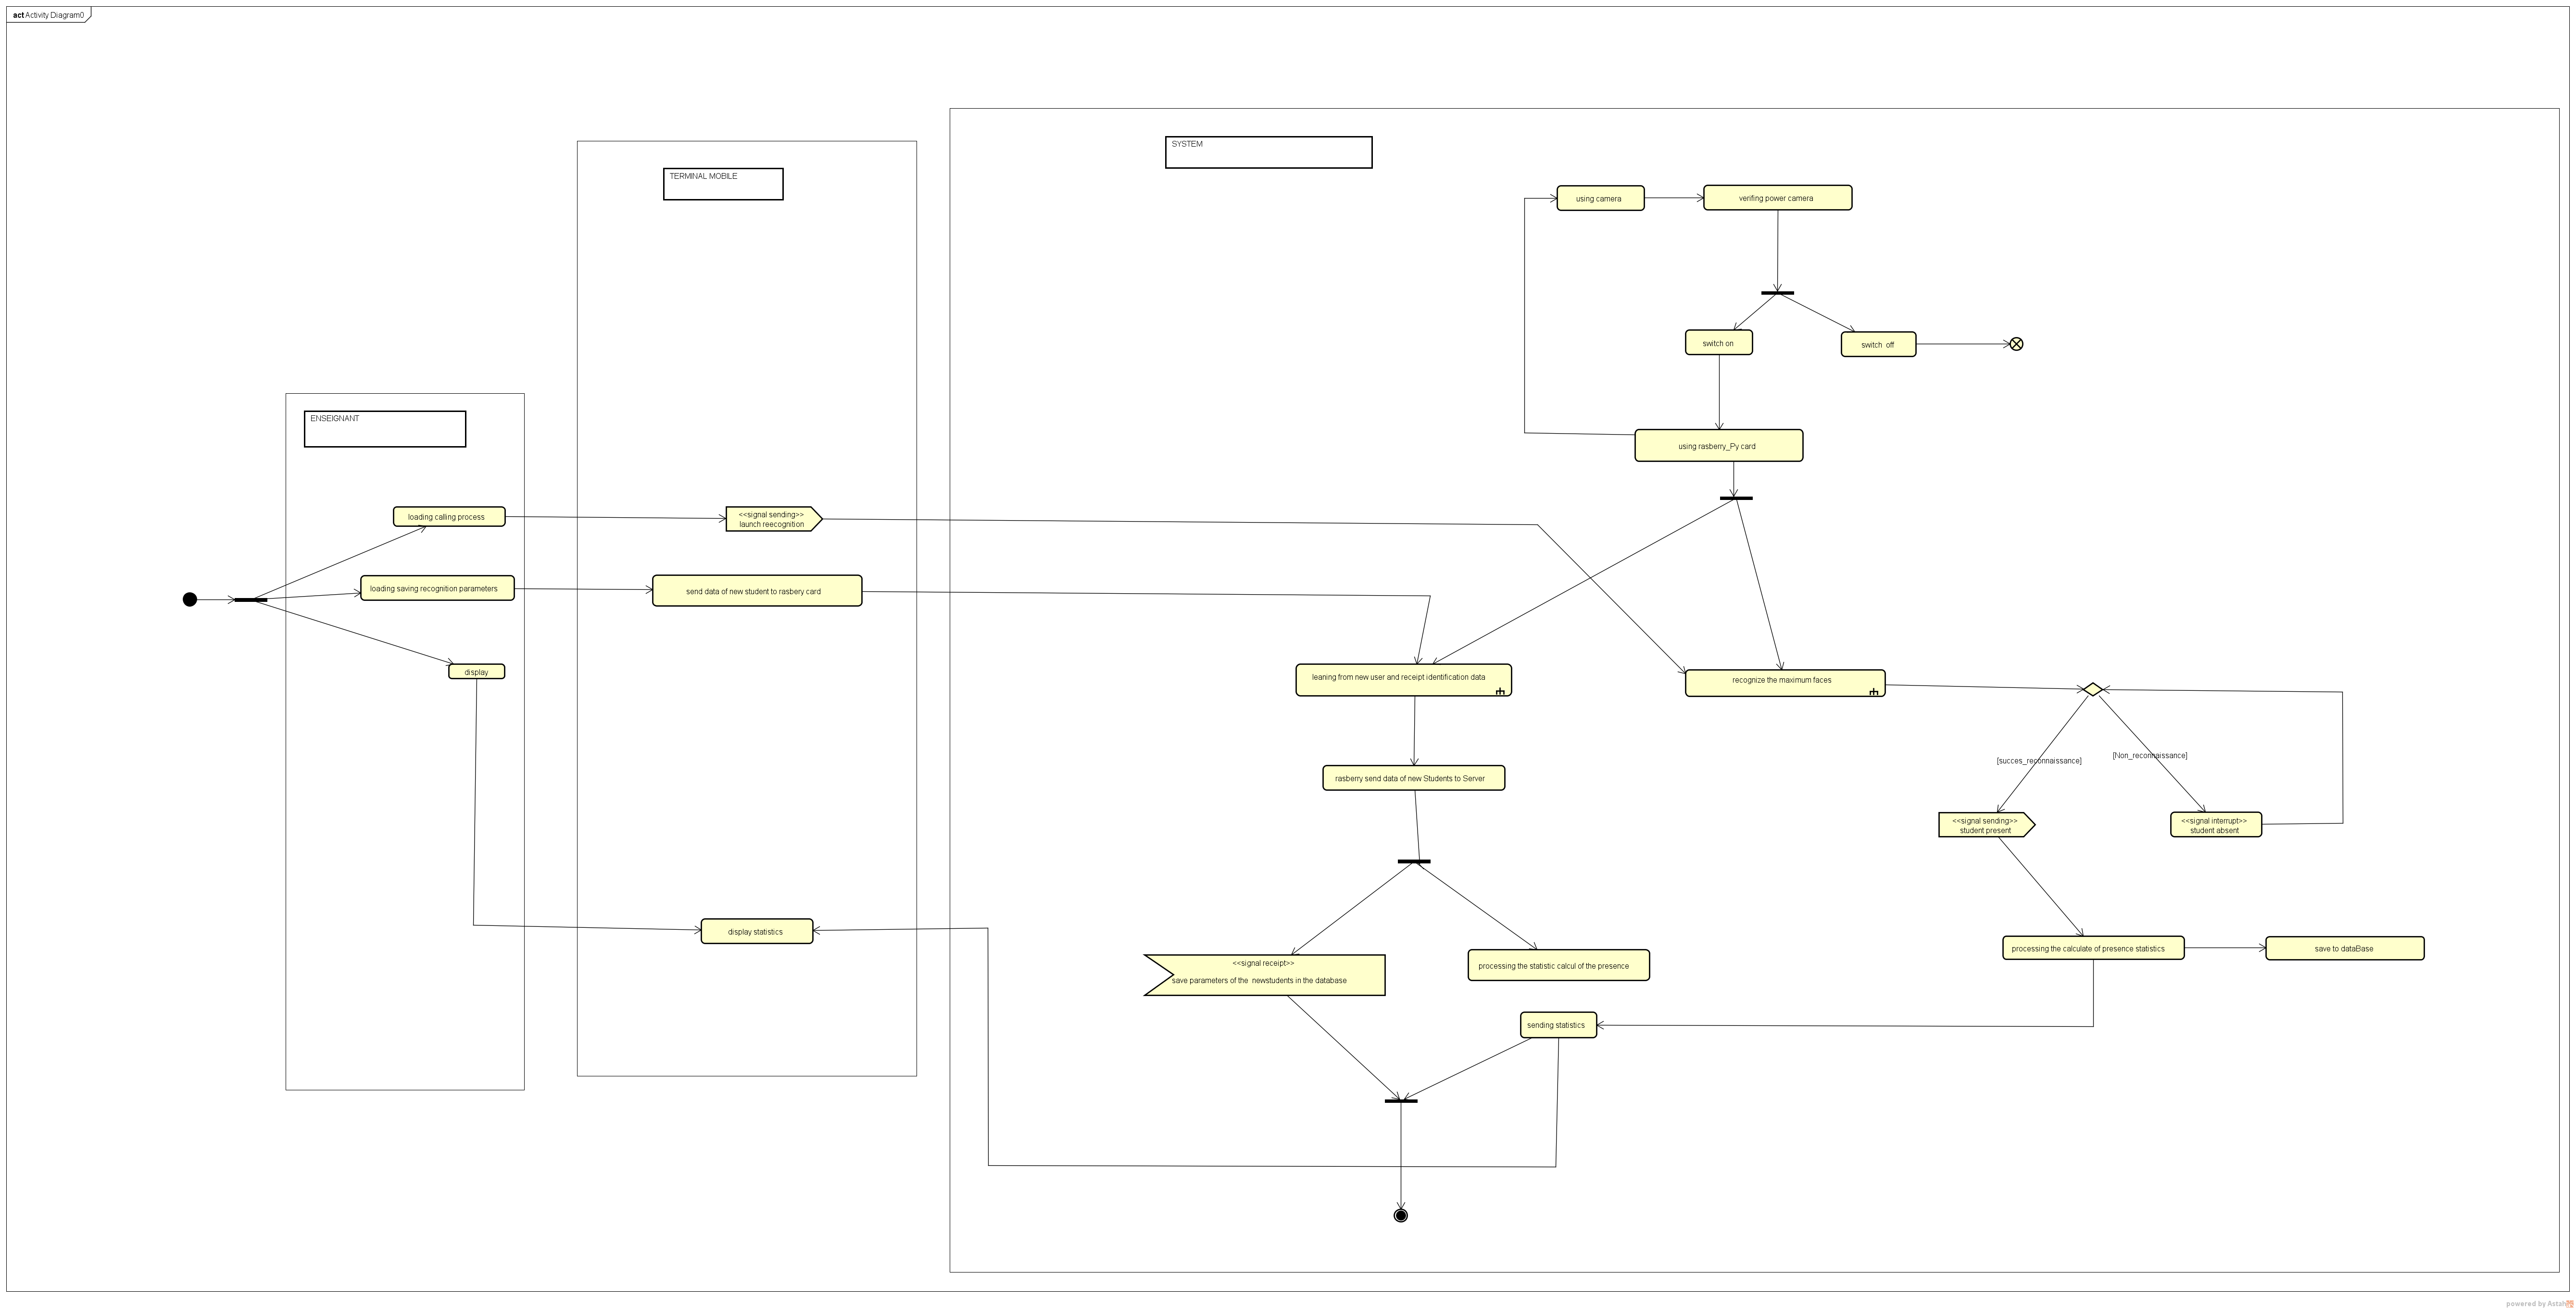 act Activity Diagram0
SYSTEM
TERMINAL MOBILE
using camera
verifing power camera
switch on
switch off
ENSEIGNANT
using rasberry_Py card
loading calling process
<<signal sending>>
launch reecognition
loading saving recognition parameters
send data of new student to rasbery card
display
leaning from new user and receipt identification data
recognize the maximum faces
[succes_reconnaissance]
[Non_reconnaissance]
rasberry send data of new Students to Server
<<signal sending>>
student present
<<signal interrupt>>
student absent
display statistics
processing the calculate of presence statistics
save to dataBase
<<signal receipt>>
save parameters of the newstudents in the database
processing the statistic calcul of the presence
sending statistics
powered by Astah